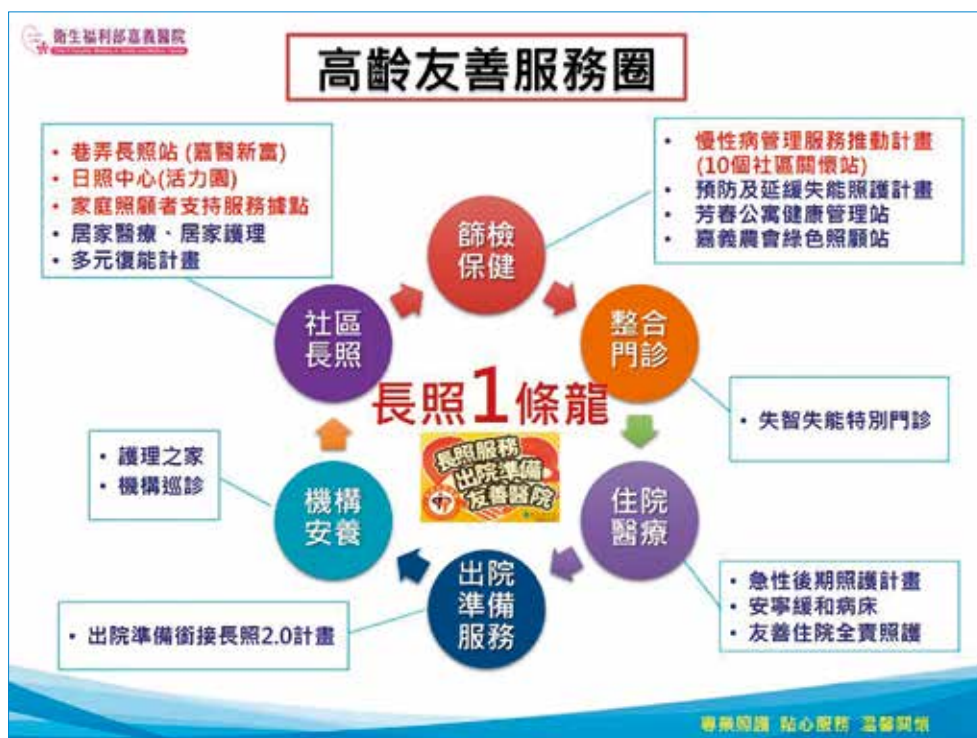 衛生福利部嘉義醫院
高齡友善服務圈
• 巷弄長照站 (嘉醫新富)
• 日照中心(活力園)
• 家庭照顧者支持服務據點
• 居家醫療、居家護理
• 多元復能計畫
• 慢性病管理服務推動計畫
(10個社區關懷站)
• 預防及延緩失能照護計畫
• 芳春公寓健康管理站
• 嘉義農會綠色照顧站
篩檢
保健
社區
長照
整合
門診
長照1條龍
• 失智失能特別門診
長照服務
出院準備
友善醫院
• 護理之家
• 機構巡診
機構
安養
住院
醫療
出院
準備
服務
• 急性後期照護計畫
• 安寧緩和病床
• 友善住院全責照護
• 出院準備銜接長照2.0計畫
專業照護 貼心服務 溫馨關懷